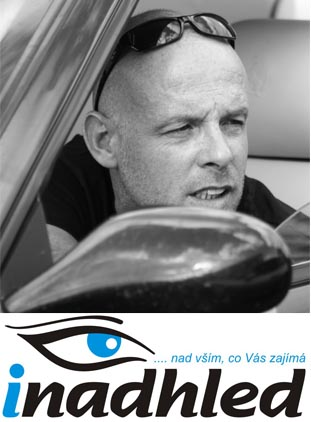 .... nad vším, co Vás zajímá
inadhled